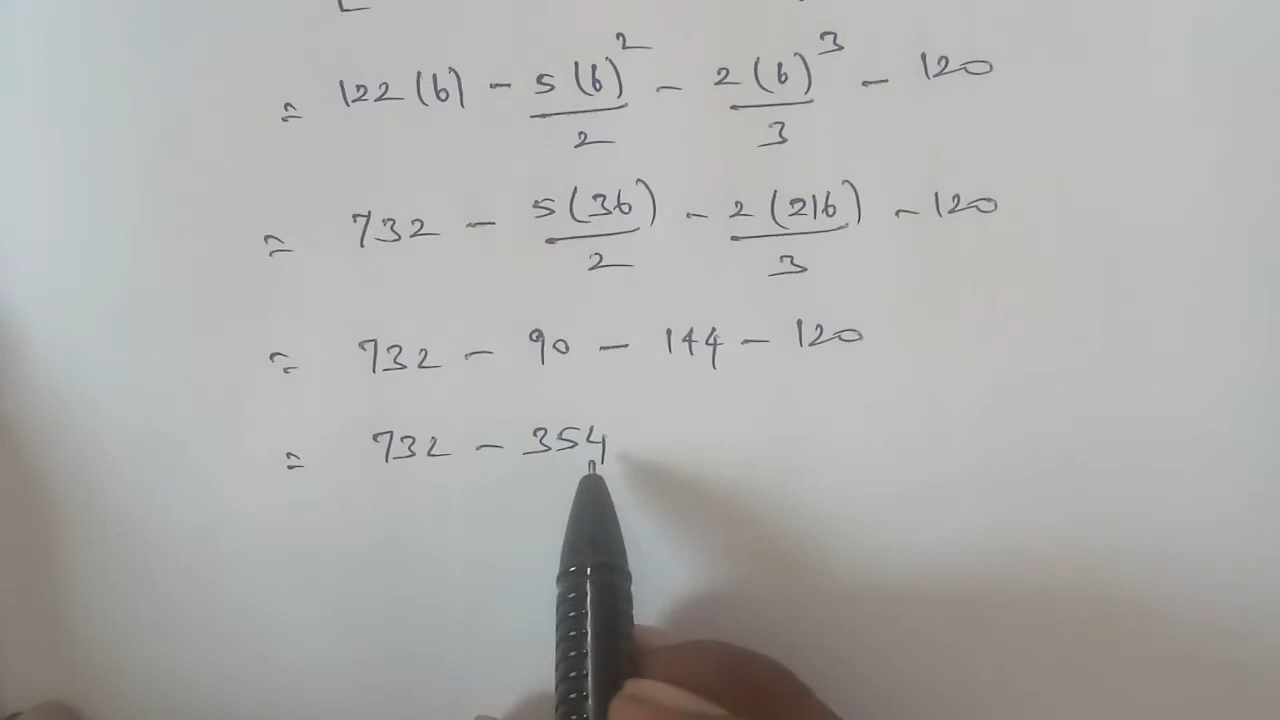 = 122(6) - 5(6)^2/2 - 2(6)^3/3 - 120
= 732 - 5(36)/2 - 2(216)/3 - 120
= 732 - 90 - 144 - 120
= 732 - 354